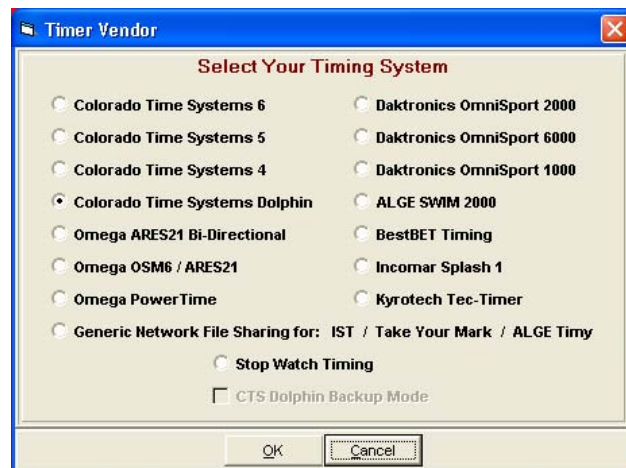 Timer Vendor
Select Your Timing System
Colorado Time Systems 6
Daktronics OmniSport 2000
Colorado Time Systems 5
Daktronics OmniSport 6000
Colorado Time Systems 4
Daktronics OmniSport 1000
Colorado Time Systems Dolphin
ALGE SWIM 2000
Omega ARES21 Bi-Directional
BestBET Timing
Omega OSM6 / ARES21
Incomar Splash 1
Omega PowerTime
Kyrotech Tec-Timer
Generic Network File Sharing for: IST / Take Your Mark / ALGE Timy
Stop Watch Timing
CTS Dolphin Backup Mode
OK
Cancel